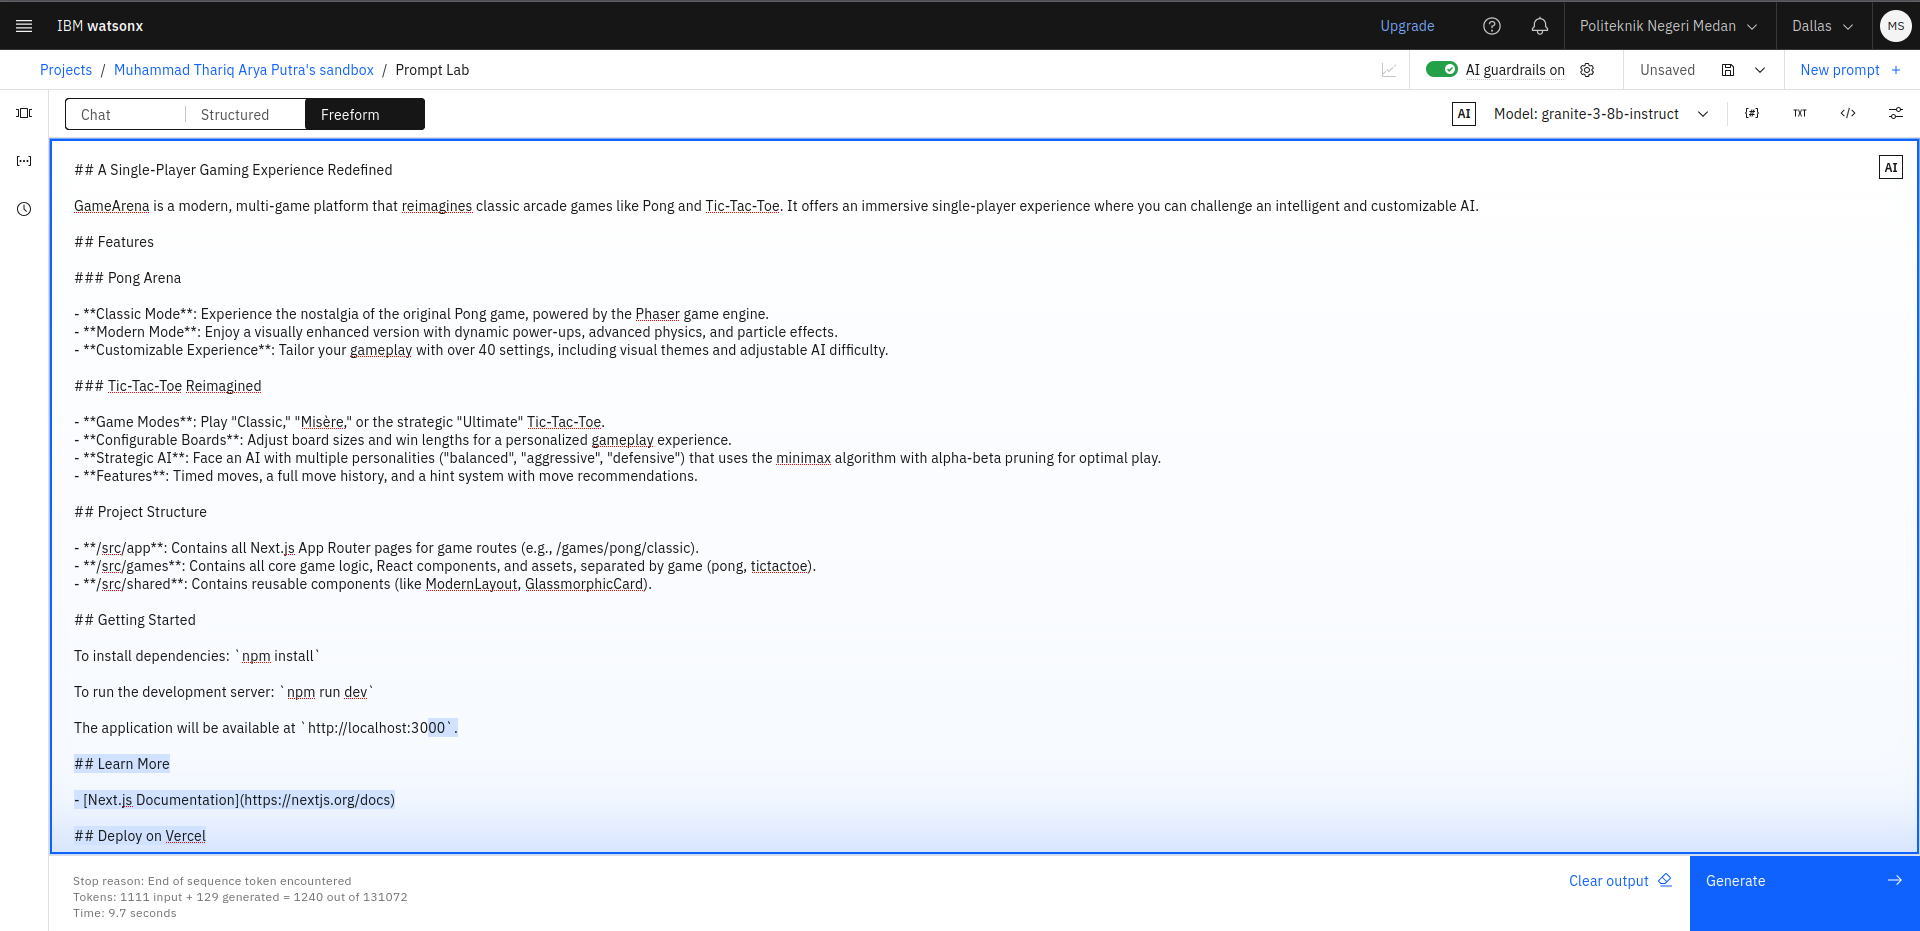 IBM watsonx
Upgrade
Politeknik Negeri Medan
Dallas
MS
Projects / Muhammad Thariq Arya Putra's sandbox / Prompt Lab
AI guardrails on
Unsaved
New prompt +
Chat
Structured
Freeform
AI
Model: granite-3-8b-instruct
{#}
TXT
</>
AI
## A Single-Player Gaming Experience Redefined
GameArena is a modern, multi-game platform that reimagines classic arcade games like Pong and Tic-Tac-Toe. It offers an immersive single-player experience where you can challenge an intelligent and customizable AI.
## Features
### Pong Arena
- **Classic Mode**: Experience the nostalgia of the original Pong game, powered by the Phaser game engine.
- **Modern Mode**: Enjoy a visually enhanced version with dynamic power-ups, advanced physics, and particle effects.
- **Customizable Experience**: Tailor your gameplay with over 40 settings, including visual themes and adjustable AI difficulty.
### Tic-Tac-Toe Reimagined
- **Game Modes**: Play "Classic," "Misère," or the strategic "Ultimate" Tic-Tac-Toe.
- **Configurable Boards**: Adjust board sizes and win lengths for a personalized gameplay experience.
- **Strategic AI**: Face an AI with multiple personalities ("balanced", "aggressive", "defensive") that uses the minimax algorithm with alpha-beta pruning for optimal play.
- **Features**: Timed moves, a full move history, and a hint system with move recommendations.
## Project Structure
- **/src/app**: Contains all Next.js App Router pages for game routes (e.g., /games/pong/classic).
- **/src/games**: Contains all core game logic, React components, and assets, separated by game (pong, tictactoe).
- **/src/shared**: Contains reusable components (like ModernLayout, GlassmorphicCard).
## Getting Started
To install dependencies: `npm install`
To run the development server: `npm run dev`
The application will be available at `http://localhost:3000`.
## Learn More
- [Next.js Documentation](https://nextjs.org/docs)
## Deploy on Vercel
Stop reason: End of sequence token encountered
Tokens: 1111 input + 129 generated = 1240 out of 131072
Time: 9.7 seconds
Clear output
Generate